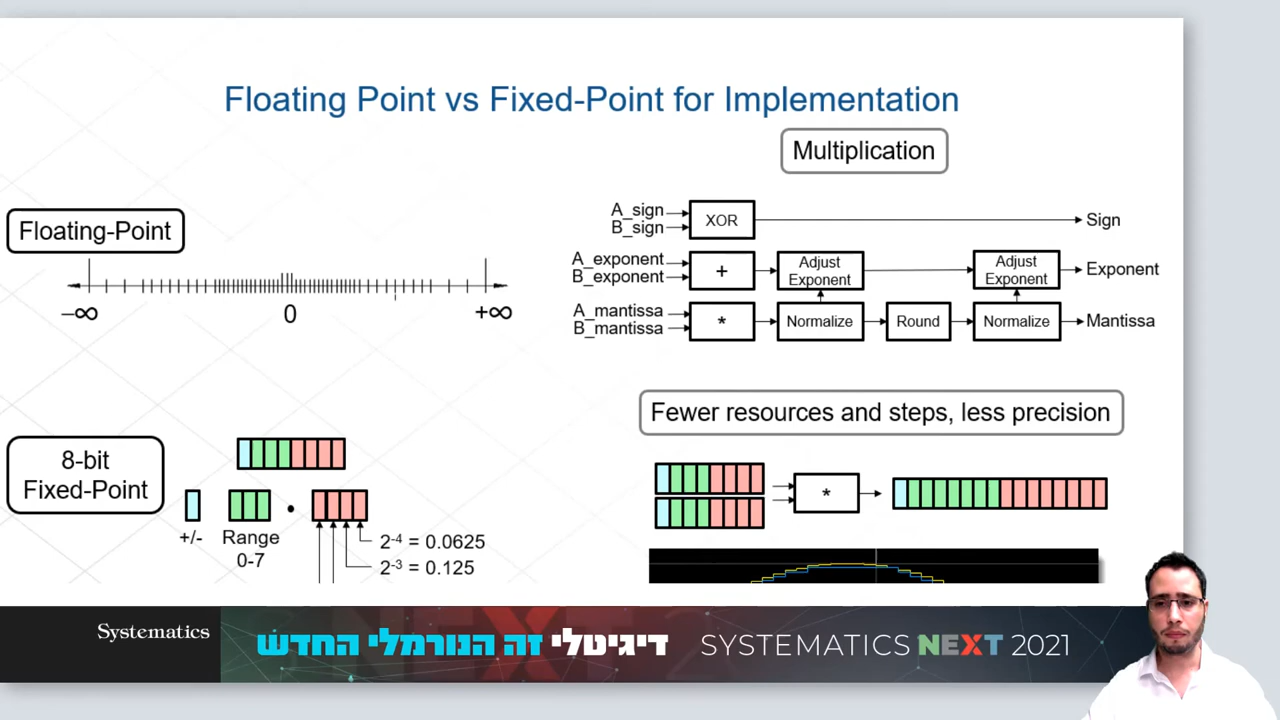 Floating Point vs Fixed-Point for Implementation
Multiplication
Floating-Point
−∞
0
+∞
A_sign
B_sign
XOR
Sign
A_exponent
B_exponent
+
Adjust
Exponent
Adjust
Exponent
Exponent
A_mantissa
B_mantissa
*
Normalize
Round
Normalize
Mantissa
Fewer resources and steps, less precision
8-bit
Fixed-Point
+/-
Range
0-7
2-4 = 0.0625
2-3 = 0.125
*
Systematics
דיגיטלי זה הנורמלי החדש
SYSTEMATICS NEXT 2021